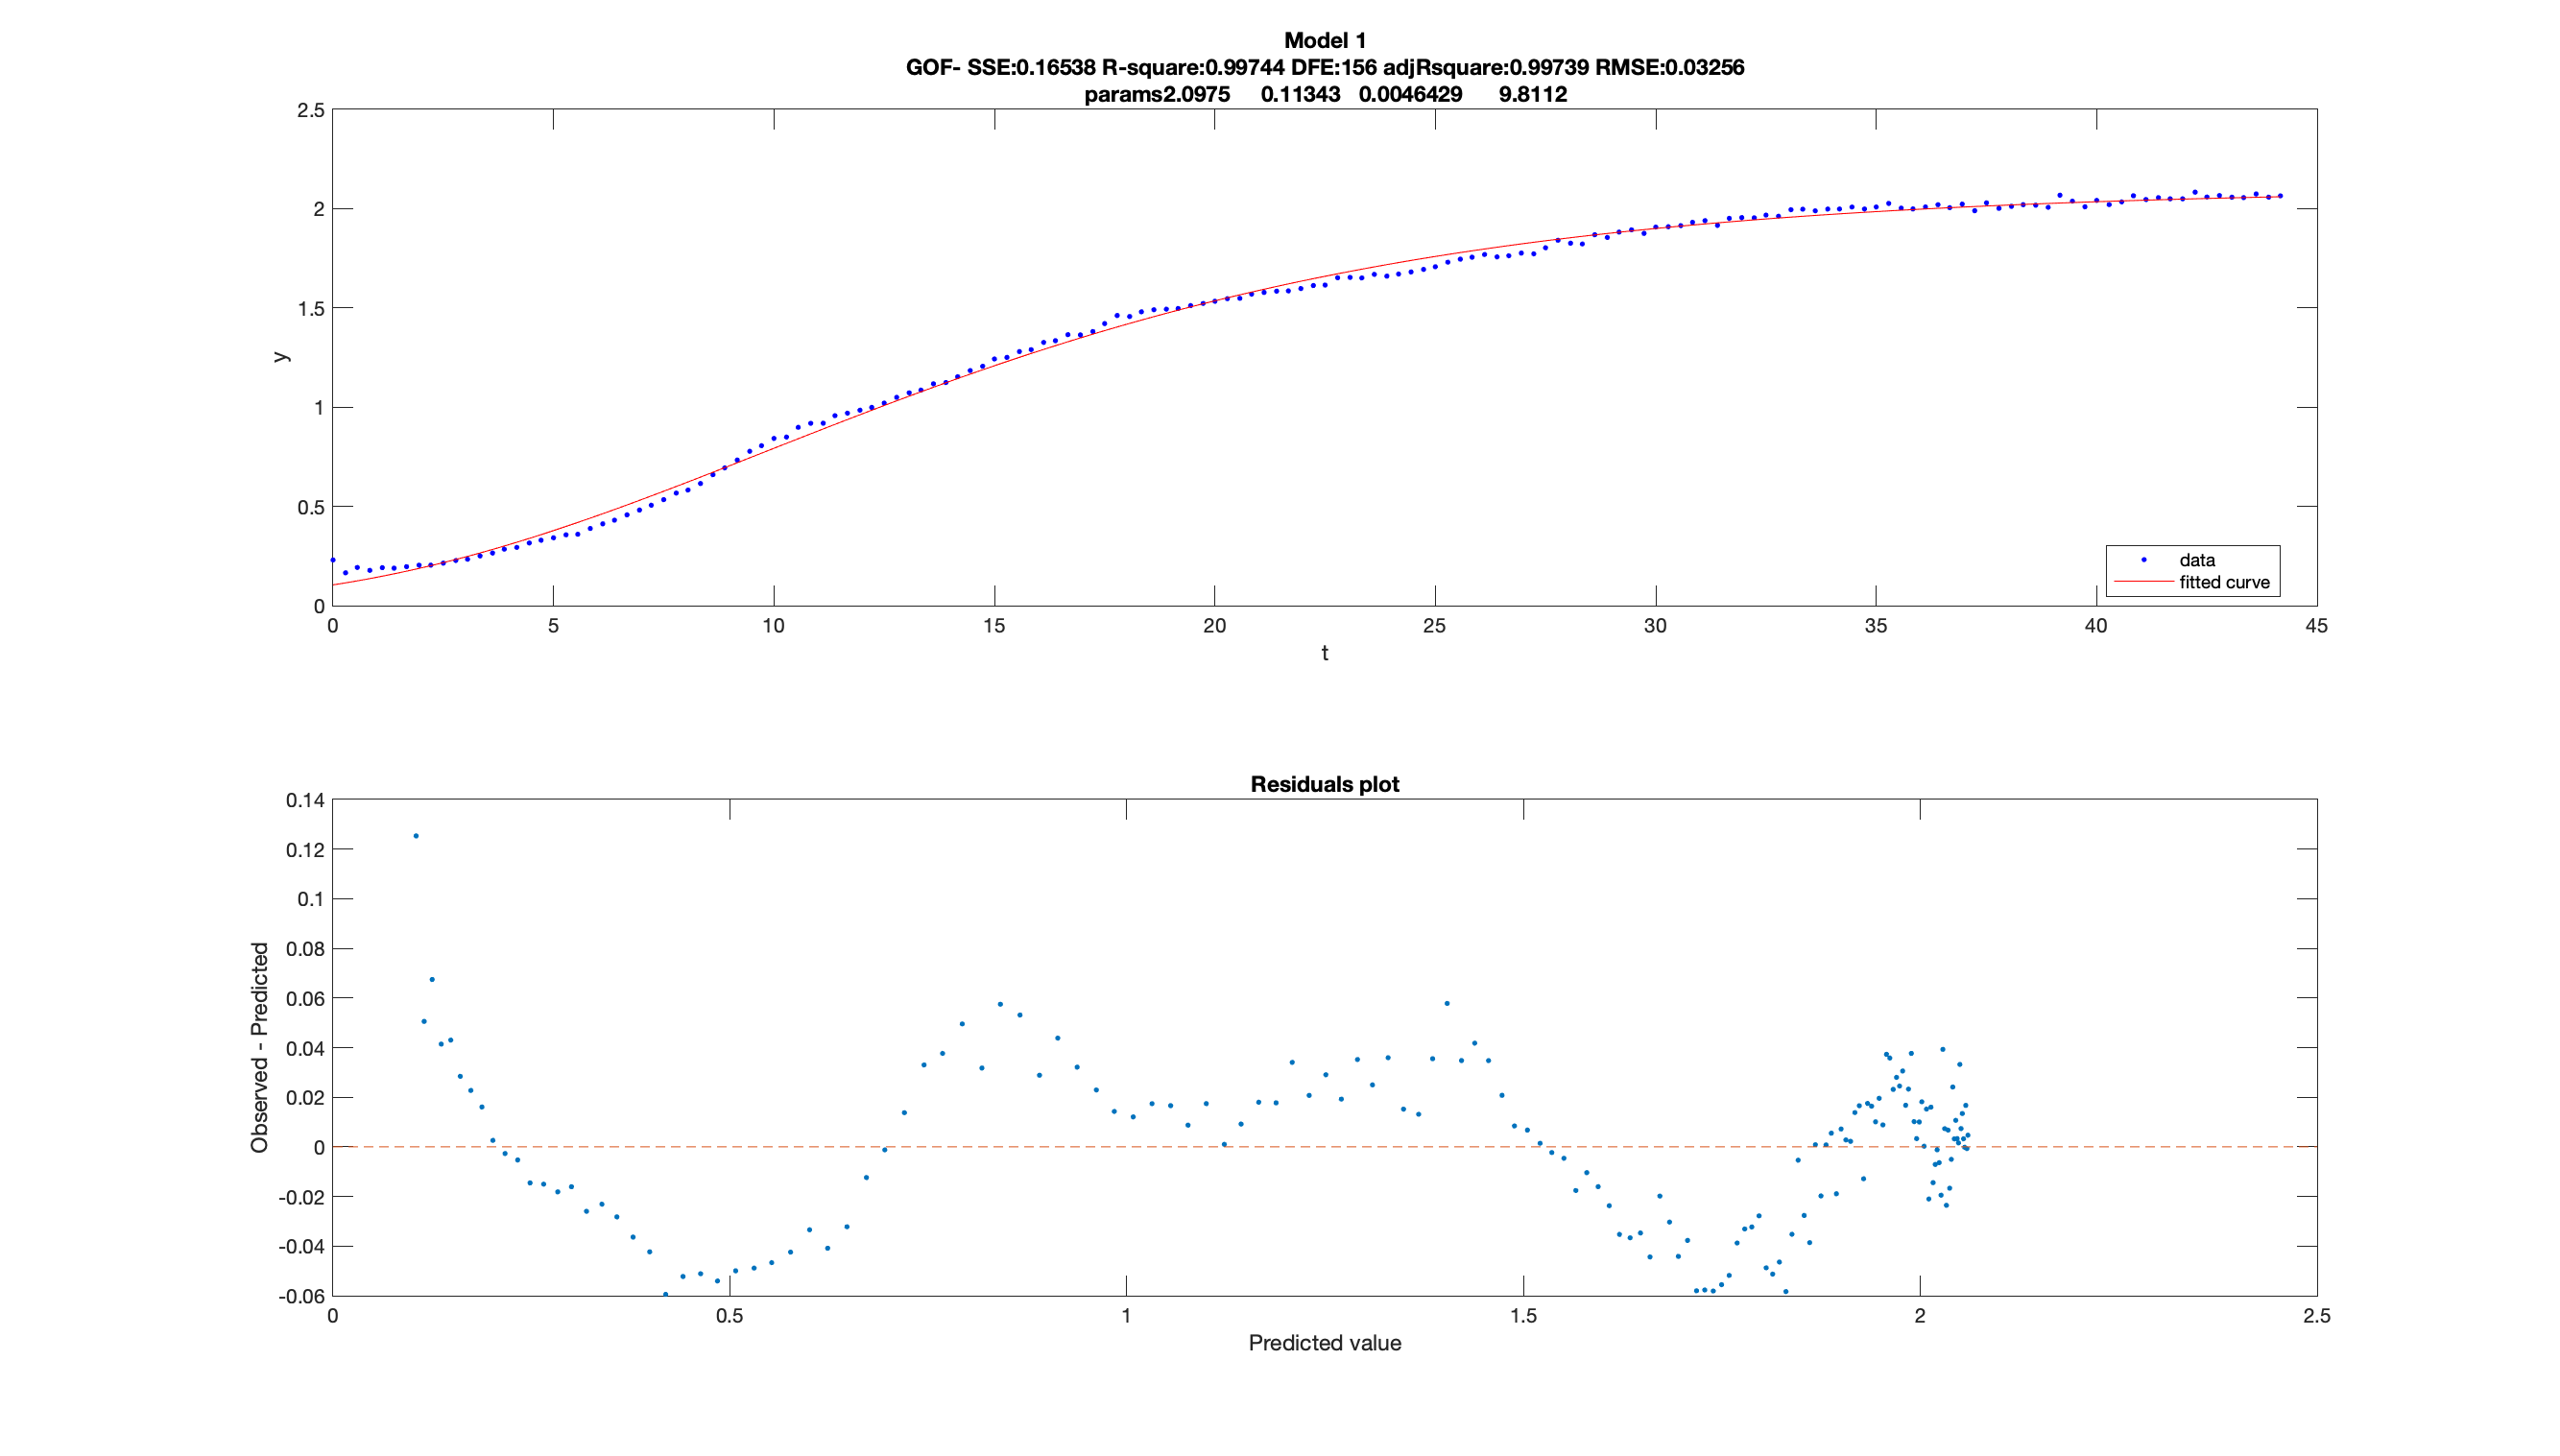 Model 1
GOF- SSE:0.16538 R-square:0.99744 DFE:156 adjRsquare:0.99739 RMSE:0.03256
params2.0975 0.11343 0.0046429 9.8112
2.5
2
1.5
1
0.5
0
y
0 5 10 15 20 25 30 35 40 45
t
data
fitted curve
Residuals plot
0.14
0.12
0.1
0.08
0.06
0.04
0.02
0
-0.02
-0.04
-0.06
Observed - Predicted
0 0.5 1 1.5 2 2.5
Predicted value